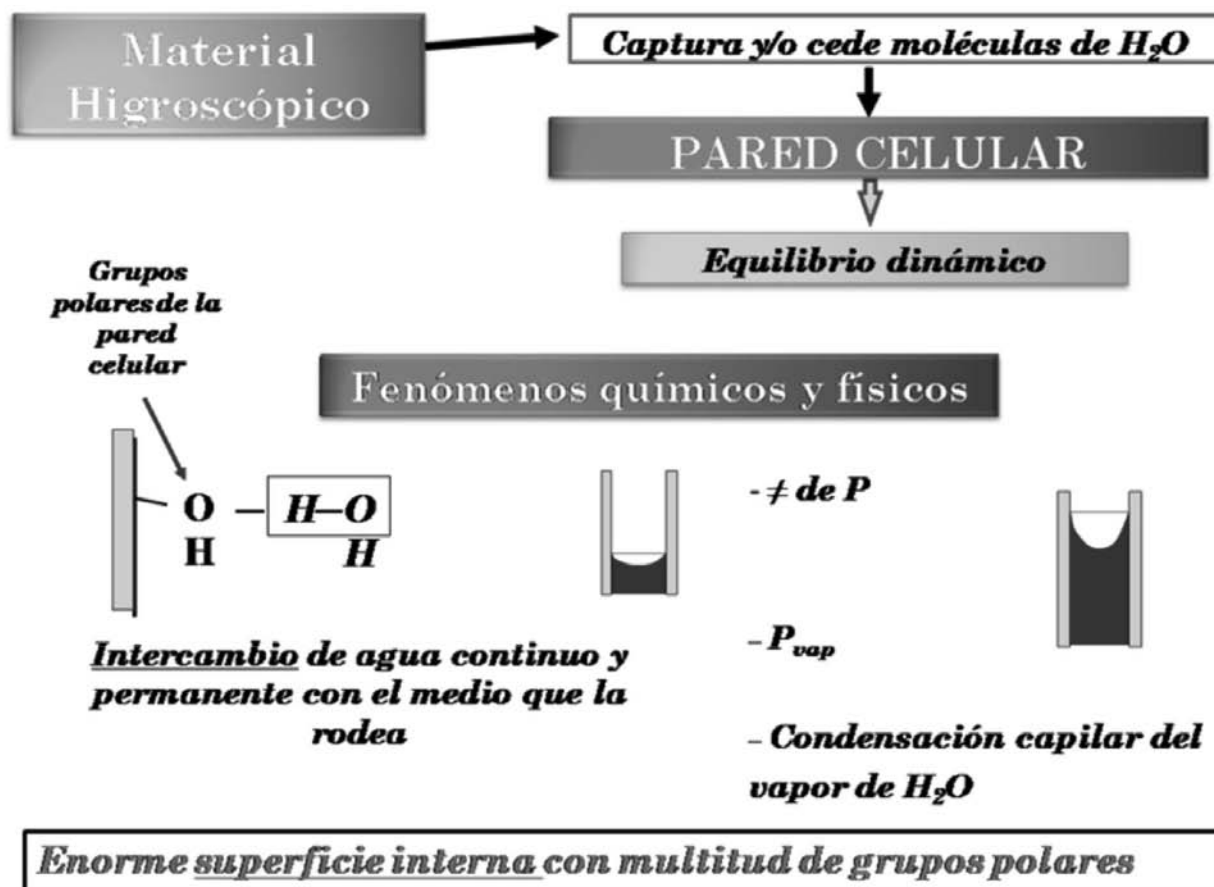 Material
Higroscópico
Captura y/o cede moléculas de H₂O
PARED CELULAR
Equilibrio dinámico
Grupos
polares de la
pared
celular
Fenómenos químicos y físicos
O — H—O
H H
- ≠ de P
- Pvap
- Condensación capilar del
vapor de H₂O
Intercambio de agua continuo y
permanente con el medio que la
rodea
Enorme superficie interna con multitud de grupos polares